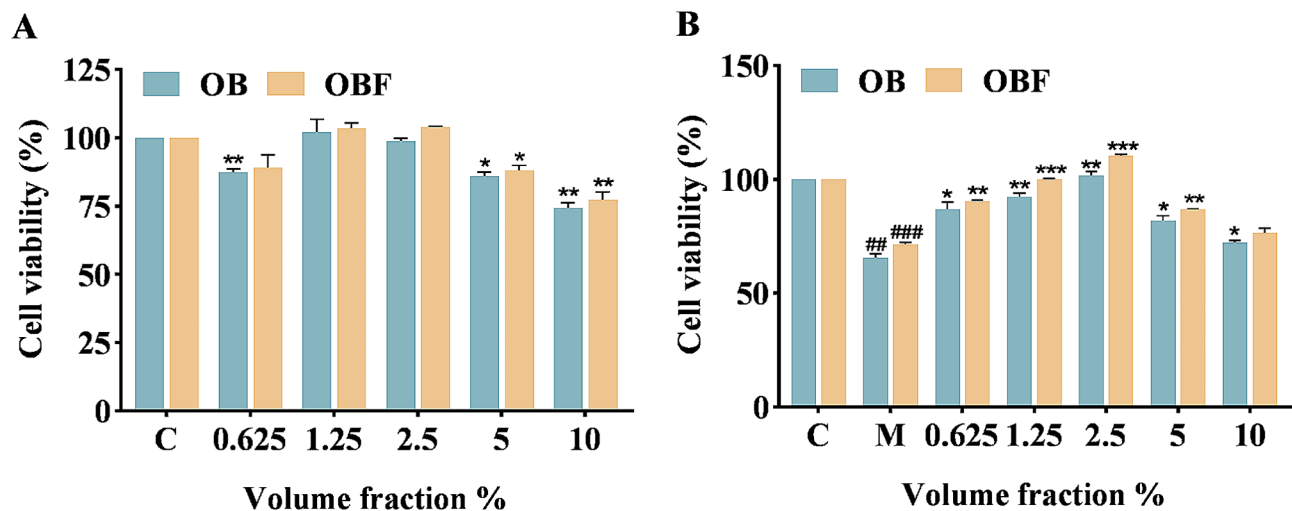 A
OB OBF
Cell viability (%)
125
100
75
50
25
0
** ** ** * *
C 0.625 1.25 2.5 5 10
Volume fraction %
B
OB OBF
Cell viability (%)
150
100
50
0
## ### * ** ** *** ** *** * ** *
C M 0.625 1.25 2.5 5 10
Volume fraction %